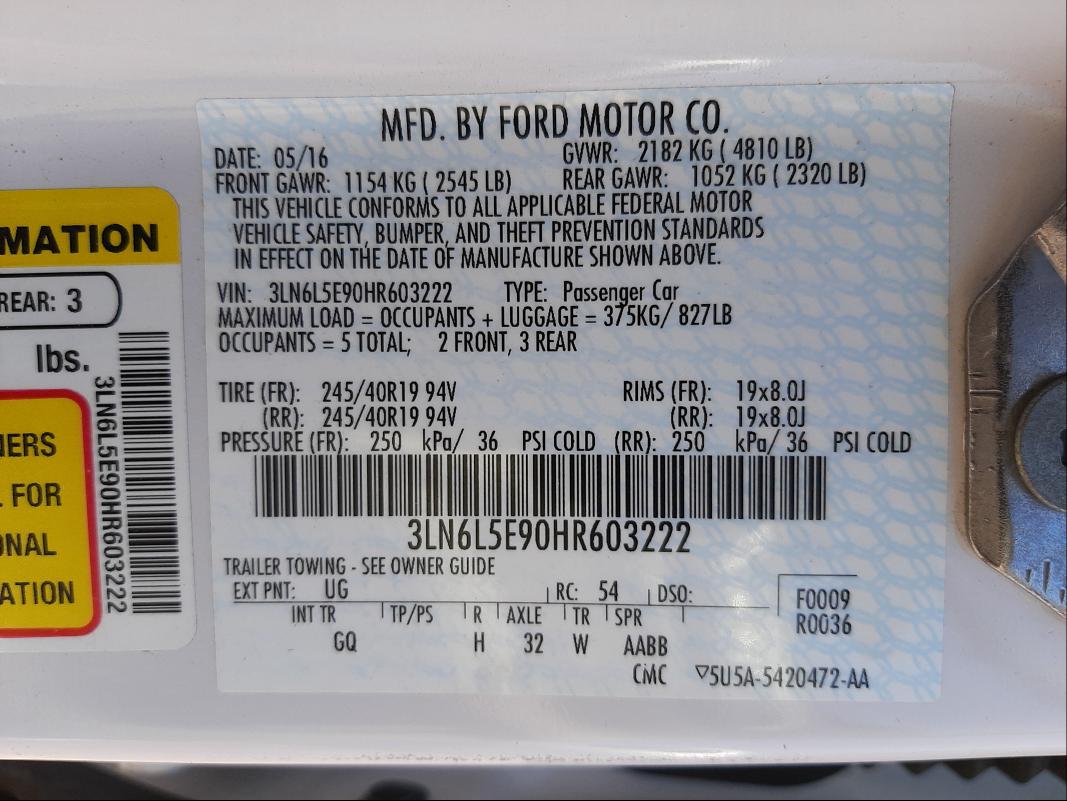 MFD. BY FORD MOTOR CO.
DATE: 05/16 GVWR: 2182 KG ( 4810 LB)
FRONT GAWR: 1154 KG ( 2545 LB) REAR GAWR: 1052 KG ( 2320 LB)
THIS VEHICLE CONFORMS TO ALL APPLICABLE FEDERAL MOTOR
VEHICLE SAFETY, BUMPER, AND THEFT PREVENTION STANDARDS
IN EFFECT ON THE DATE OF MANUFACTURE SHOWN ABOVE.
VIN: 3LN6L5E90HR603222 TYPE: Passenger Car
MAXIMUM LOAD = OCCUPANTS + LUGGAGE = 375KG/ 827LB
OCCUPANTS = 5 TOTAL; 2 FRONT, 3 REAR
TIRE (FR): 245/40R19 94V RIMS (FR): 19x8.0J
(RR): 245/40R19 94V (RR): 19x8.0J
PRESSURE (FR): 250 kPa/ 36 PSI COLD (RR): 250 kPa/ 36 PSI COLD
3LN6L5E90HR603222
TRAILER TOWING - SEE OWNER GUIDE
EXT PNT: UG RC: 54 DSO:
F0009
R0036
INT TR TP/PS R AXLE TR SPR
GQ H 32 W AABB
CMC ▽5U5A-5420472-AA
MATION
REAR: 3
lbs.
3LN6L5E90HR603222
NERS
FOR
ONAL
ATION